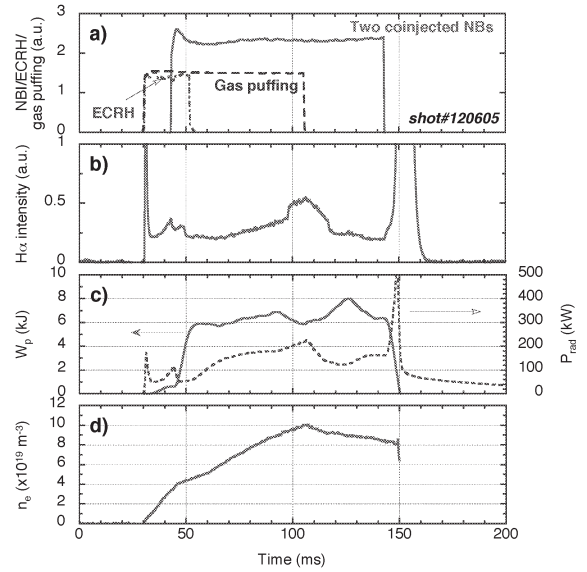 NBI/ECRH/
gas puffing (a.u.)
3
2
1
0
a)
Two coinjected NBs
ECRH
Gas puffing
shot#120605
Hα intensity (a.u.)
1
0.5
0
b)
Wp (kJ)
10
8
6
4
2
0
c)
500
400
300
200
100
0
Prad (kW)
ne (x10¹⁹ m⁻³)
12
10
8
6
4
2
0
d)
0
50
100
150
200
Time (ms)